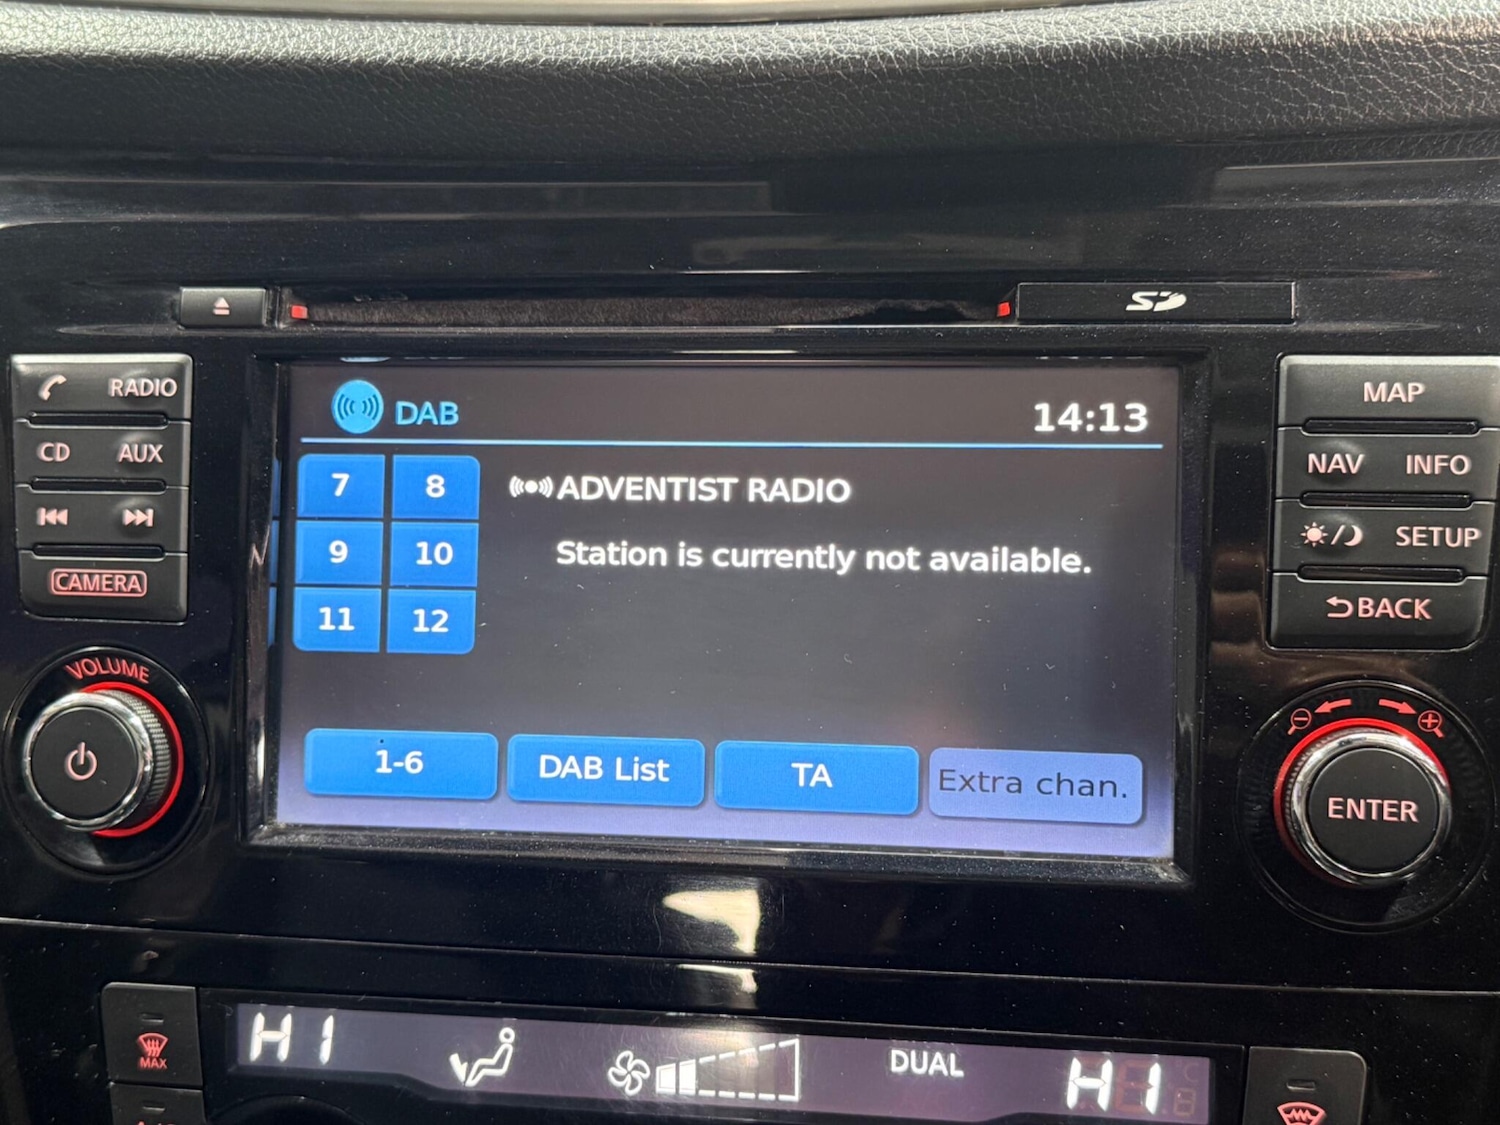 SD
RADIO
CD AUX
CAMERA
VOLUME
DAB 14:13
7 8
9 10
11 12
ADVENTIST RADIO
Station is currently not available.
1-6 DAB List TA Extra chan.
MAP
NAV INFO
SETUP
BACK
ENTER
MAX
HI
DUAL
HI